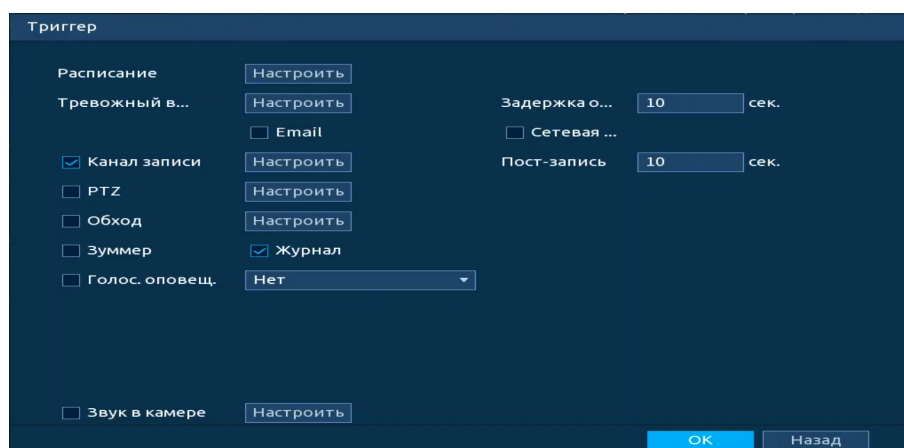 Триггер
Расписание Настроить
Тревожный в... Настроить Задержка о... 10 сек.
Email Сетевая ...
Канал записи Настроить Пост-запись 10 сек.
PTZ Настроить
Обход Настроить
Зуммер Журнал
Голос. оповещ. Нет
Звук в камере Настроить
OK Назад